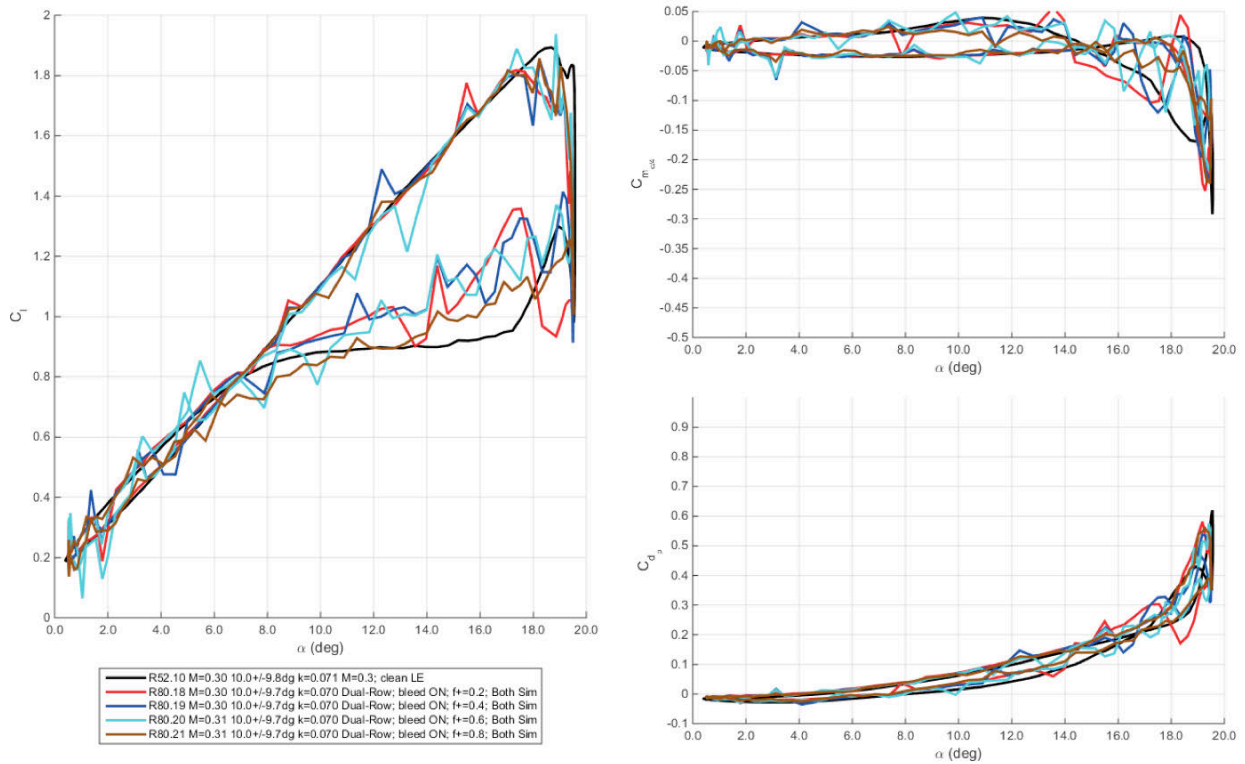 2
1.8
1.6
1.4
1.2
1
0.8
0.6
0.4
0.2
0
C_l
0.0 2.0 4.0 6.0 8.0 10.0 12.0 14.0 16.0 18.0 20.0
α (deg)
0.05
0
-0.05
-0.1
-0.15
-0.2
-0.25
-0.3
-0.35
-0.4
-0.45
-0.5
0.0 2.0 4.0 6.0 8.0 10.0 12.0 14.0 16.0 18.0 20.0
α (deg)
0.9
0.8
0.7
0.6
0.5
0.4
0.3
0.2
0.1
0
-0.1
0.0 2.0 4.0 6.0 8.0 10.0 12.0 14.0 16.0 18.0 20.0
α (deg)
R52.10 M=0.30 10.0+/-9.8dg k=0.071 M=0.3; clean LE
R80.18 M=0.30 10.0+/-9.7dg k=0.070 Dual-Row; bleed ON; f+=0.2; Both Sim
R80.19 M=0.30 10.0+/-9.7dg k=0.070 Dual-Row; bleed ON; f+=0.4; Both Sim
R80.20 M=0.31 10.0+/-9.7dg k=0.070 Dual-Row; bleed ON; f+=0.6; Both Sim
R80.21 M=0.31 10.0+/-9.7dg k=0.070 Dual-Row; bleed ON; f+=0.8; Both Sim